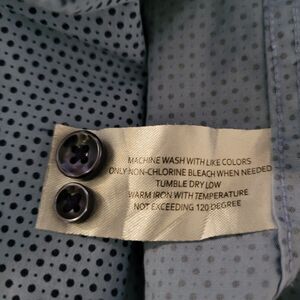 MACHINE WASH WITH LIKE COLORS
ONLY NON-CHLORINE BLEACH WHEN NEEDED
TUMBLE DRY LOW
WARM IRON WITH TEMPERATURE
NOT EXCEEDING 120 DEGREE